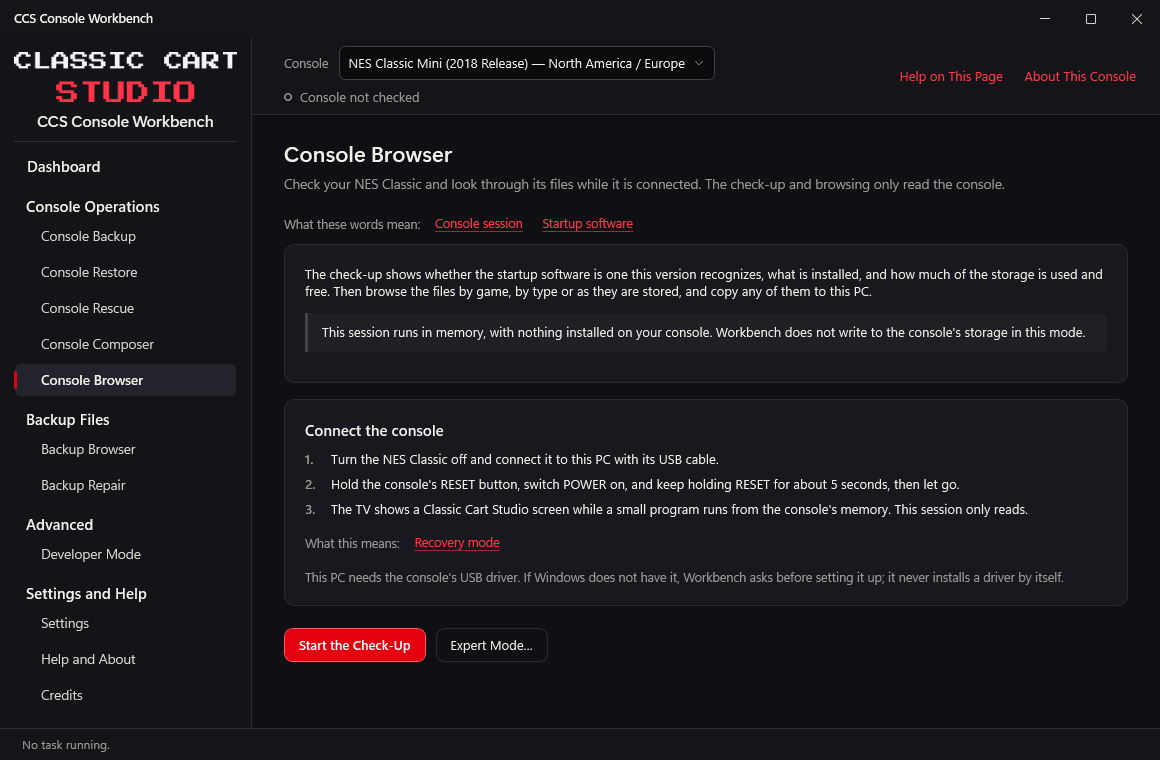 CCS Console Workbench
CLASSIC CART
STUDIO
CCS Console Workbench
Dashboard
Console Operations
Console Backup
Console Restore
Console Rescue
Console Composer
Console Browser
Backup Files
Backup Browser
Backup Repair
Advanced
Developer Mode
Settings and Help
Settings
Help and About
Credits
Console
NES Classic Mini (2018 Release) — North America / Europe
Console not checked
Help on This Page
About This Console
Console Browser
Check your NES Classic and look through its files while it is connected. The check-up and browsing only read the console.
What these words mean: Console session Startup software
The check-up shows whether the startup software is one this version recognizes, what is installed, and how much of the storage is used and
free. Then browse the files by game, by type or as they are stored, and copy any of them to this PC.
This session runs in memory, with nothing installed on your console. Workbench does not write to the console's storage in this mode.
Connect the console
1. Turn the NES Classic off and connect it to this PC with its USB cable.
2. Hold the console's RESET button, switch POWER on, and keep holding RESET for about 5 seconds, then let go.
3. The TV shows a Classic Cart Studio screen while a small program runs from the console's memory. This session only reads.
What this means: Recovery mode
This PC needs the console's USB driver. If Windows does not have it, Workbench asks before setting it up; it never installs a driver by itself.
Start the Check-Up
Expert Mode...
No task running.